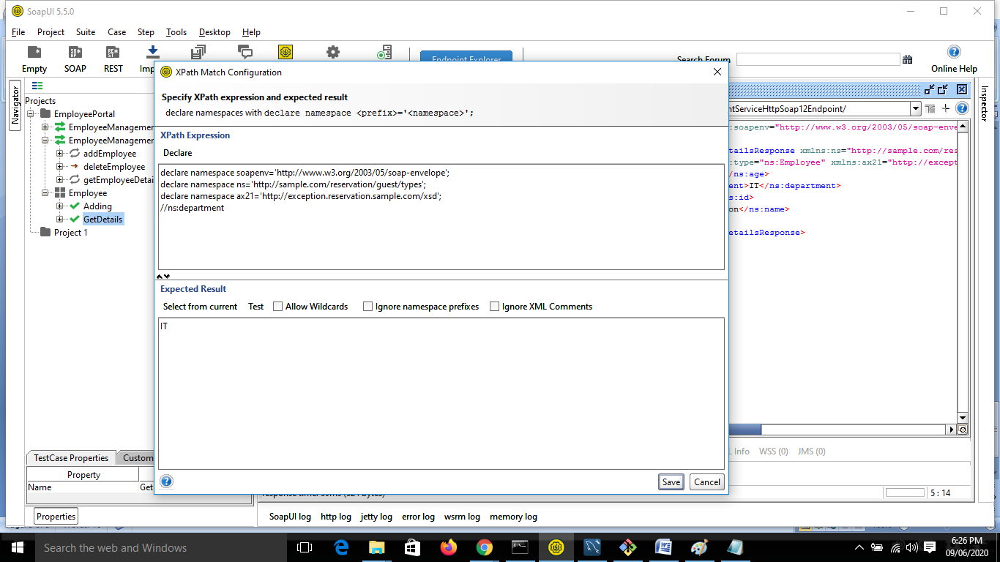 SoapUI 5.5.0
File Project Suite Case Step Tools Desktop Help
Empty SOAP REST Imp
Endpoint Explorer
Search Forum
Online Help
Navigator
Projects
EmployeePortal
EmployeeManagemen
EmployeeManagemen
addEmployee
deleteEmployee
getEmployeeDetai
Employee
Adding
GetDetails
Project 1
XPath Match Configuration
Specify XPath expression and expected result
declare namespaces with declare namespace <prefix>='<namespace>';
XPath Expression
Declare
declare namespace soapenv='http://www.w3.org/2003/05/soap-envelope';
declare namespace ns='http://sample.com/reservation/guest/types';
declare namespace ax21='http://exception.reservation.sample.com/xsd';
//ns:department
Expected Result
Select from current Test Allow Wildcards Ignore namespace prefixes Ignore XML Comments
IT
Save Cancel
ntServiceHttpSoap12Endpoint/
:soapenv="http://www.w3.org/2003/05/soap-enve
tailsResponse xmlns:ns="http://sample.com/res
:type="ns:Employee" xmlns:ax21="http://except
/ns:age>
ent>IT</ns:department>
s:id>
on</ns:name>
etailsResponse>
Inspector
L Info WSS (0) JMS (0)
TestCase Properties Custom
Property
Name Get
response time: 39ms (524 bytes)
5 : 14
Properties
SoapUI log http log jetty log error log wsrm log memory log
Search the web and Windows
6:26 PM
09/06/2020